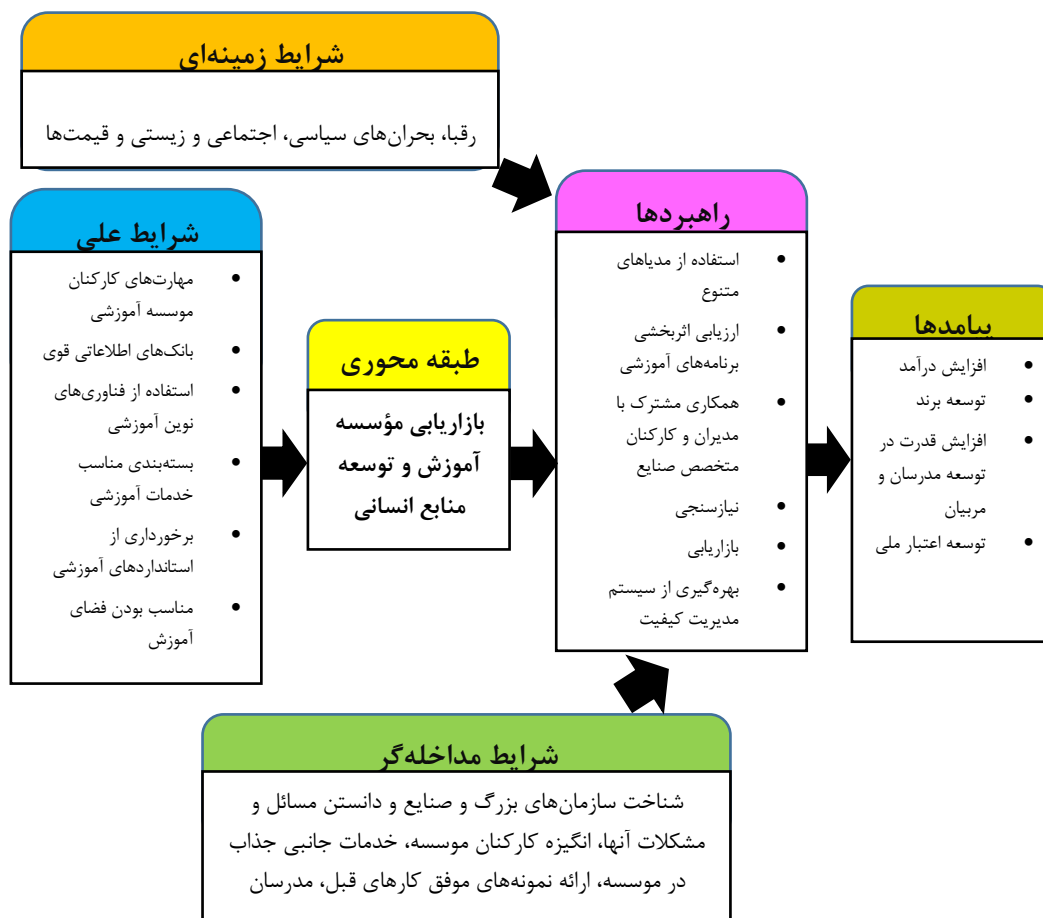 شرایط زمینه‌ای
رقبا، بحران‌های سیاسی، اجتماعی و زیستی و قیمت‌ها
شرایط علی
مهارت‌های کارکنان
موسسه آموزشی
بانک‌های اطلاعاتی قوی
استفاده از فناوری‌های
نوین آموزشی
بسته‌بندی مناسب
خدمات آموزشی
برخورداری از
استانداردهای آموزشی
مناسب بودن فضای
آموزش
طبقه محوری
بازاریابی مؤسسه
آموزش و توسعه
منابع انسانی
راهبردها
استفاده از مدیاهای
متنوع
ارزیابی اثربخشی
برنامه‌های آموزشی
همکاری مشترک با
مدیران و کارکنان
متخصص صنایع
نیازسنجی
بازاریابی
بهره‌گیری از سیستم
مدیریت کیفیت
پیامدها
افزایش درآمد
توسعه برند
افزایش قدرت در
توسعه مدرسان و
مربیان
توسعه اعتبار ملی
شرایط مداخله‌گر
شناخت سازمان‌های بزرگ و صنایع و دانستن مسائل و
مشکلات آنها، انگیزه کارکنان موسسه، خدمات جانبی جذاب
در موسسه، ارائه نمونه‌های موفق کارهای قبل، مدرسان